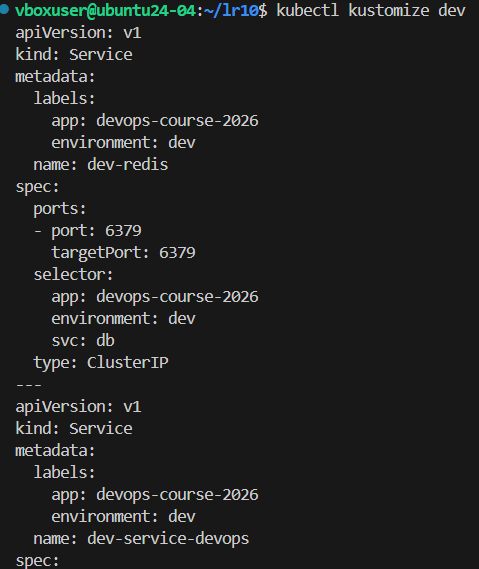 vboxuser@ubuntu24-04:~/lr10$ kubectl kustomize dev
apiVersion: v1
kind: Service
metadata:
  labels:
    app: devops-course-2026
    environment: dev
  name: dev-redis
spec:
  ports:
  - port: 6379
    targetPort: 6379
  selector:
    app: devops-course-2026
    environment: dev
    svc: db
  type: ClusterIP
---
apiVersion: v1
kind: Service
metadata:
  labels:
    app: devops-course-2026
    environment: dev
  name: dev-service-devops
spec: